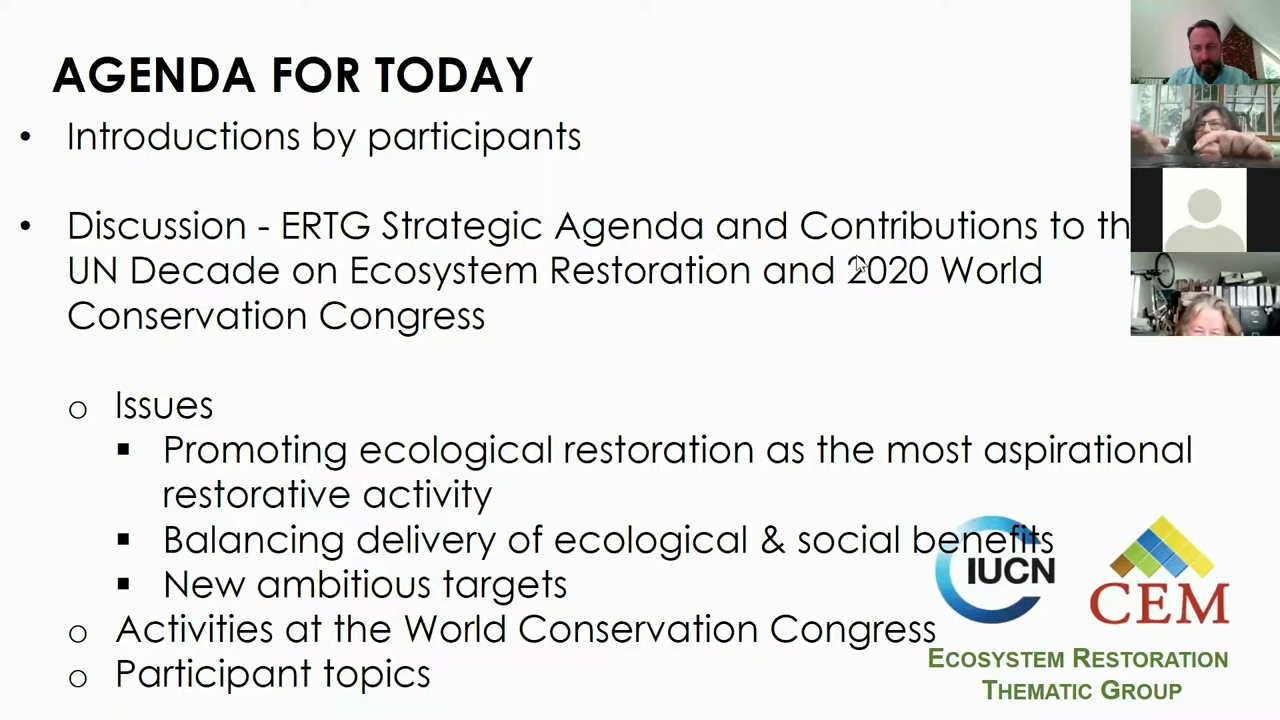 AGENDA FOR TODAY
• Introductions by participants
• Discussion - ERTG Strategic Agenda and Contributions to th
UN Decade on Ecosystem Restoration and 2020 World
Conservation Congress
o Issues
▪ Promoting ecological restoration as the most aspirational
restorative activity
▪ Balancing delivery of ecological & social benefits
▪ New ambitious targets
o Activities at the World Conservation Congress
o Participant topics
IUCN
CEM
ECOSYSTEM RESTORATION
THEMATIC GROUP